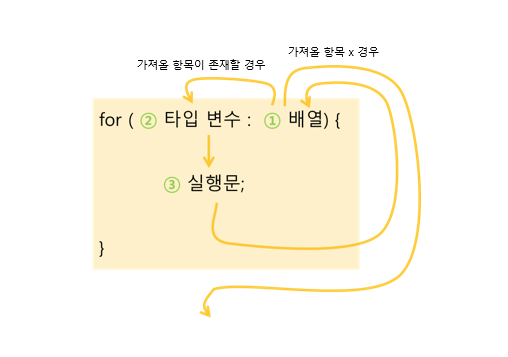 가져올 항목 x 경우
가져올 항목이 존재할 경우
for ( ② 타입 변수 : ① 배열) {
③ 실행문;
}